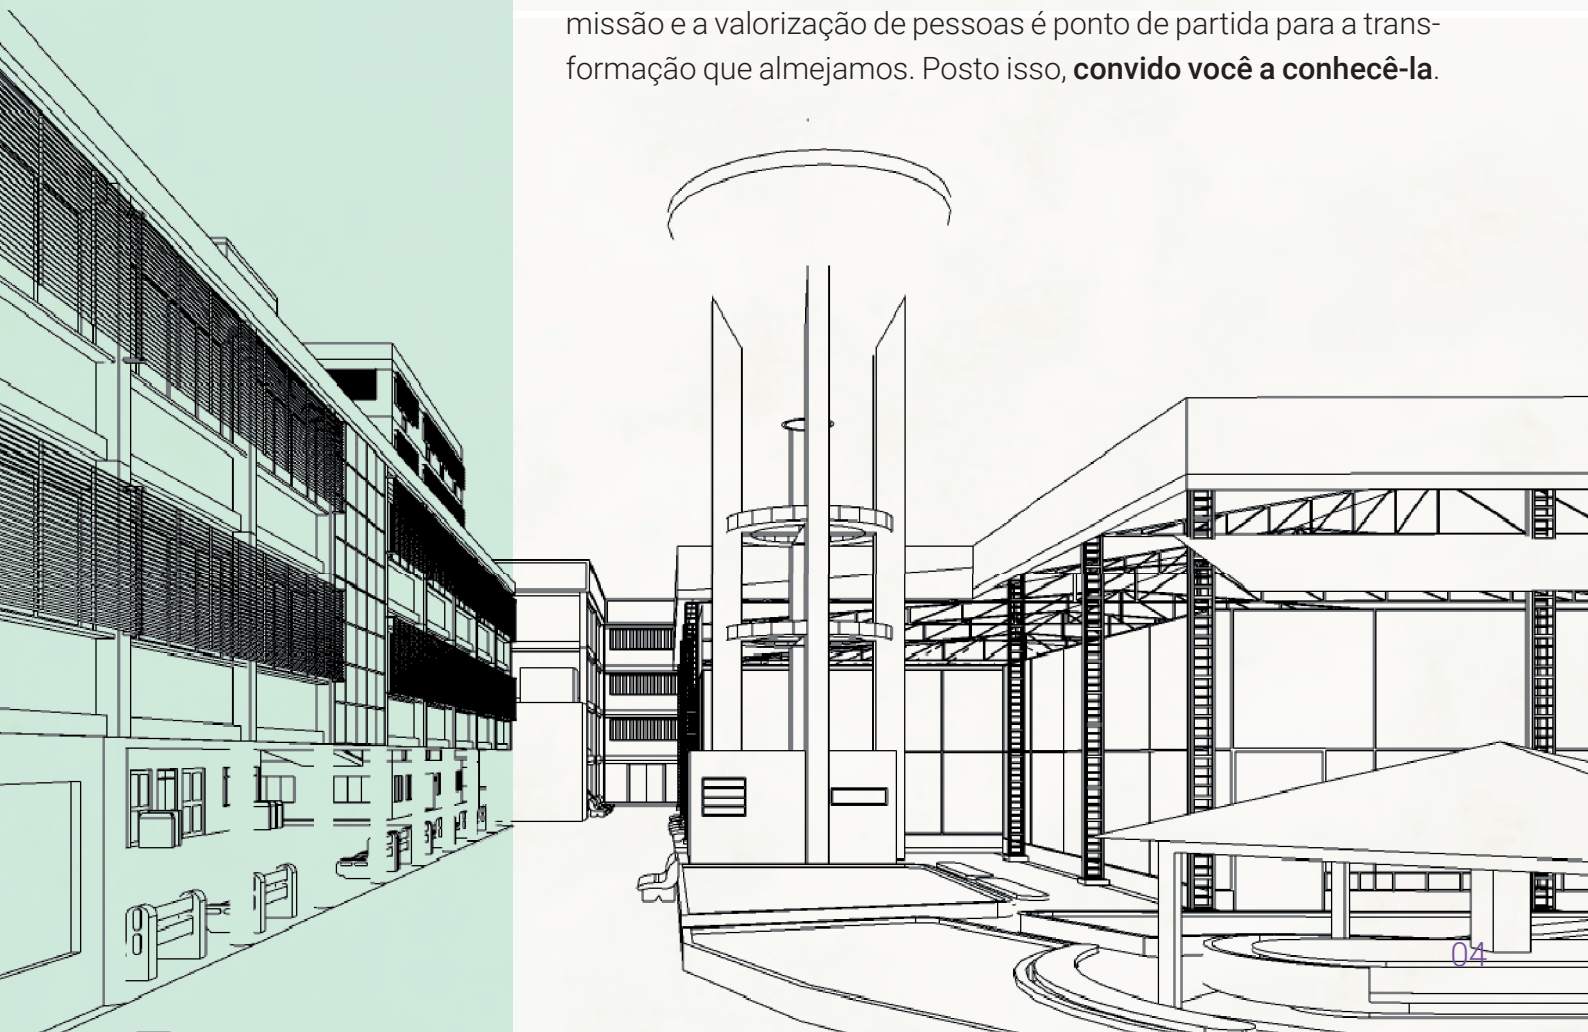 missão e a valorização de pessoas é ponto de partida para a trans-
formação que almejamos. Posto isso, convido você a conhecê-la.
04